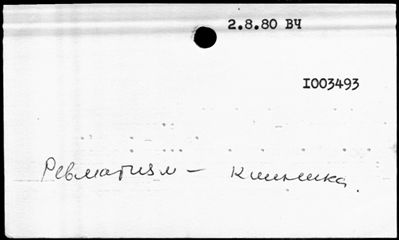 2.8.80 ВЧ
I003493
Ревматизм – клиника.